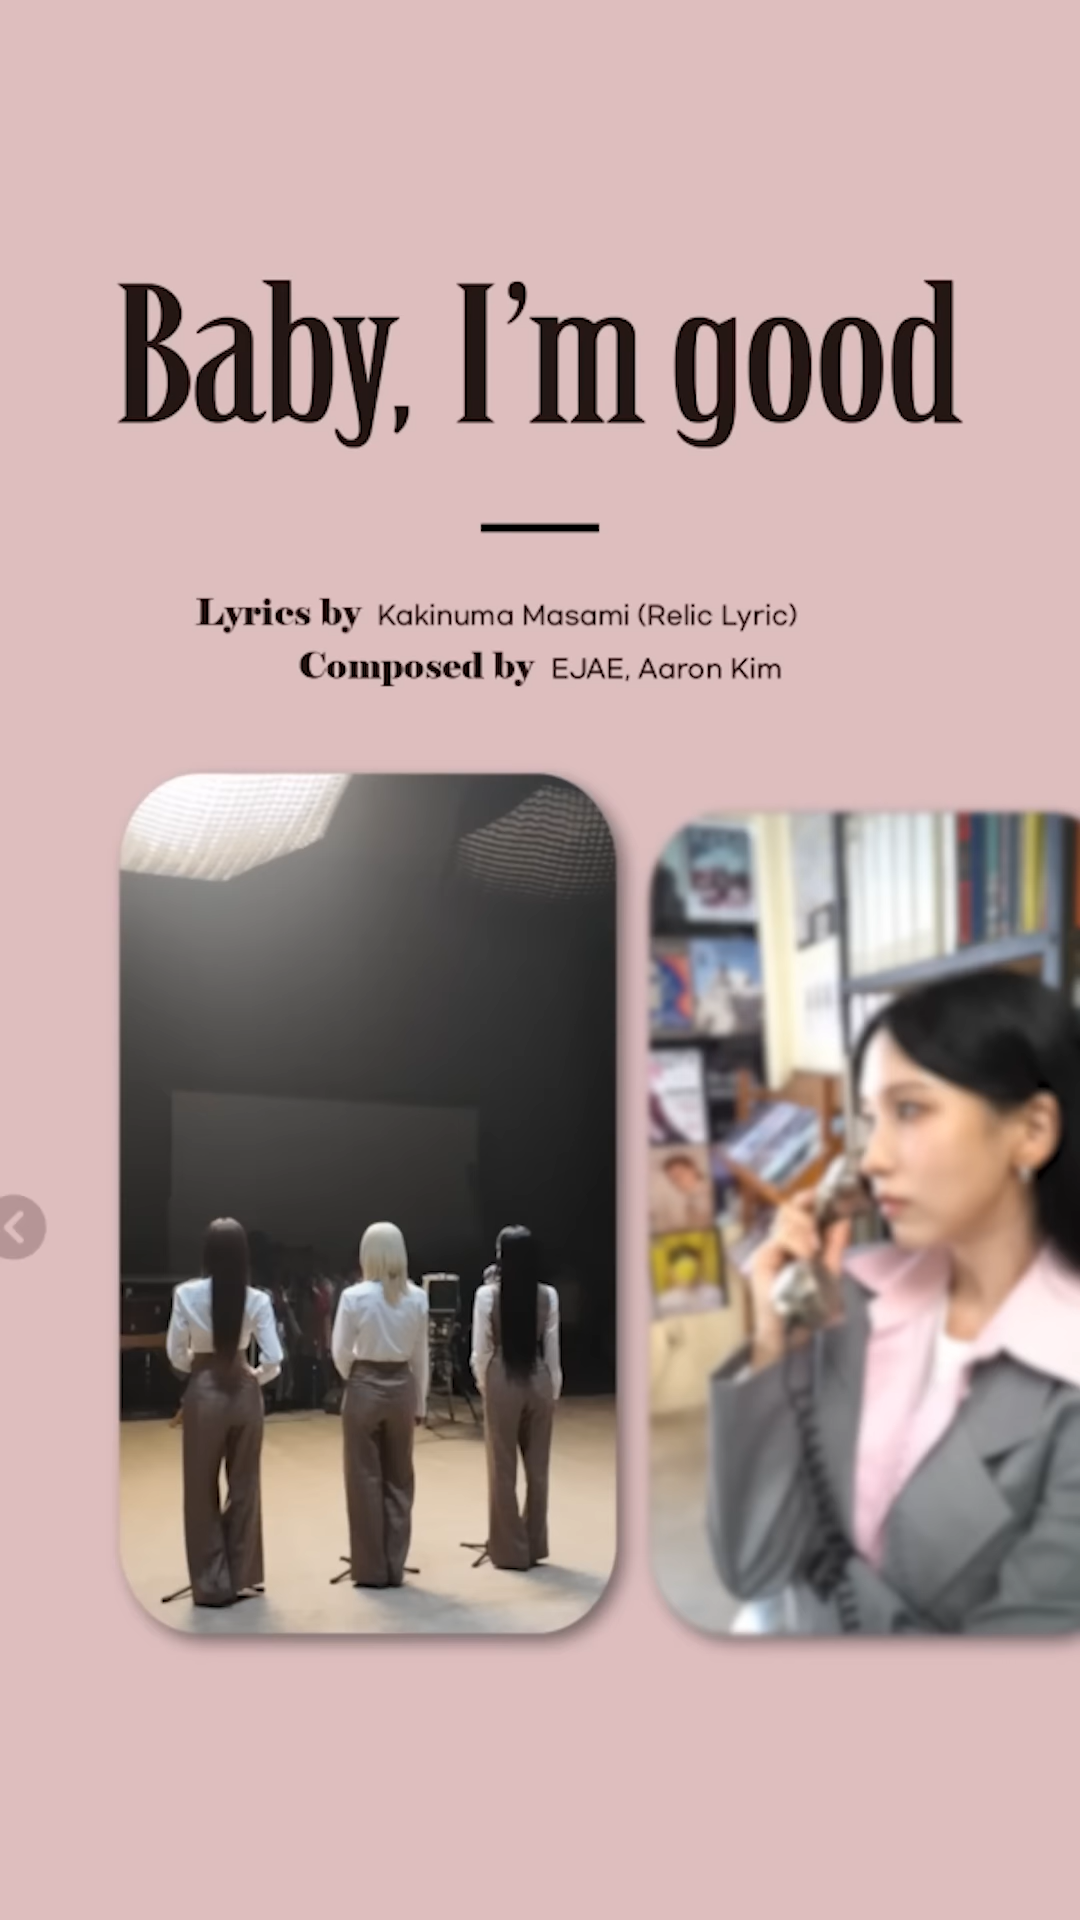 Baby, I’m good
Lyrics by Kakinuma Masami (Relic Lyric)
Composed by EJAE, Aaron Kim